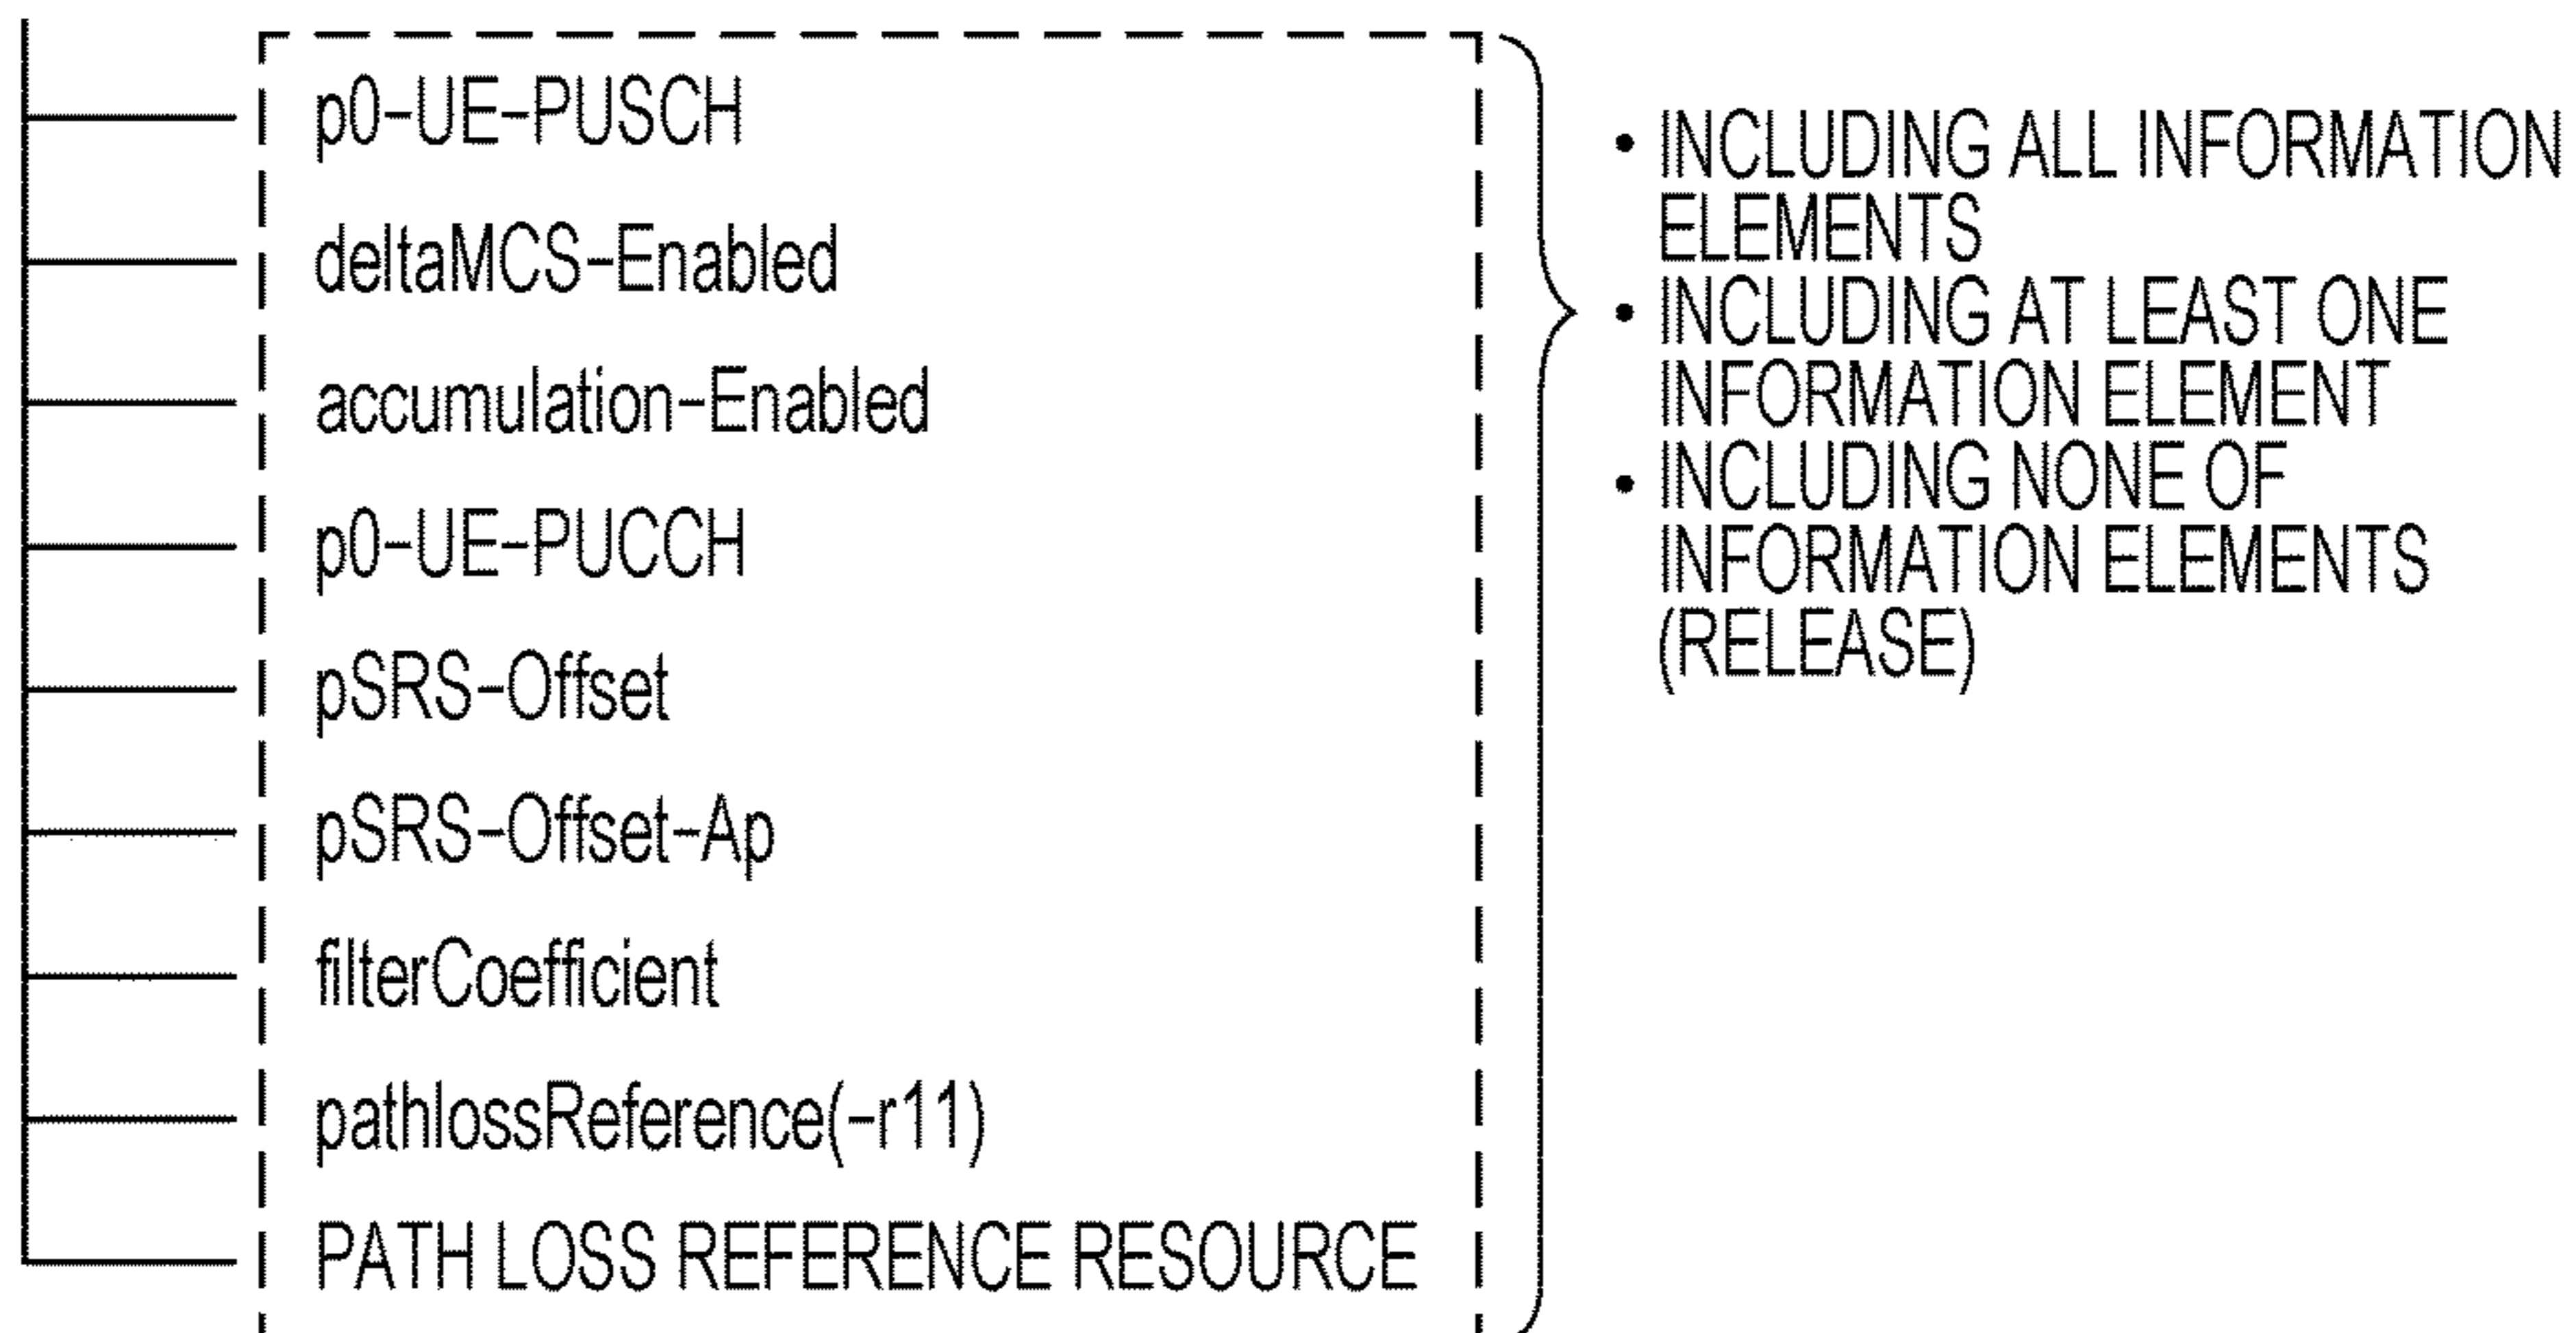 p0-UE-PUSCH
deltaMCS-Enabled
accumulation-Enabled
p0-UE-PUCCH
pSRS-Offset
pSRS-Offset-Ap
filterCoefficient
pathlossReference(-r11)
PATH LOSS REFERENCE RESOURCE
• INCLUDING ALL INFORMATION
ELEMENTS
• INCLUDING AT LEAST ONE
INFORMATION ELEMENT
• INCLUDING NONE OF
INFORMATION ELEMENTS
(RELEASE)